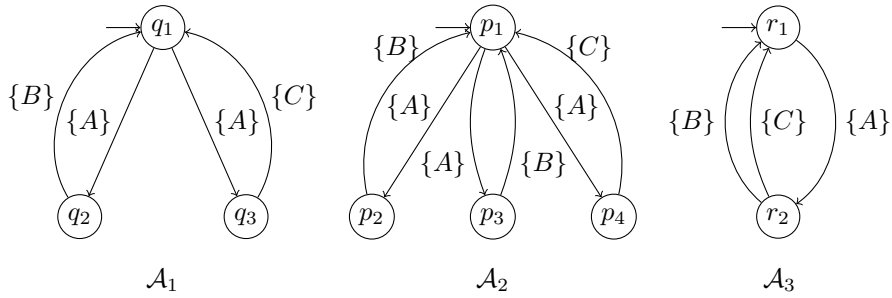 q₁ p₁ r₁
{B} {C}
{B} {C}
{A} {A} {A} {A} {B} {C} {A}
{A} {B}
q₂ q₃ p₂ p₃ p₄ r₂
𝒜₁ 𝒜₂ 𝒜₃